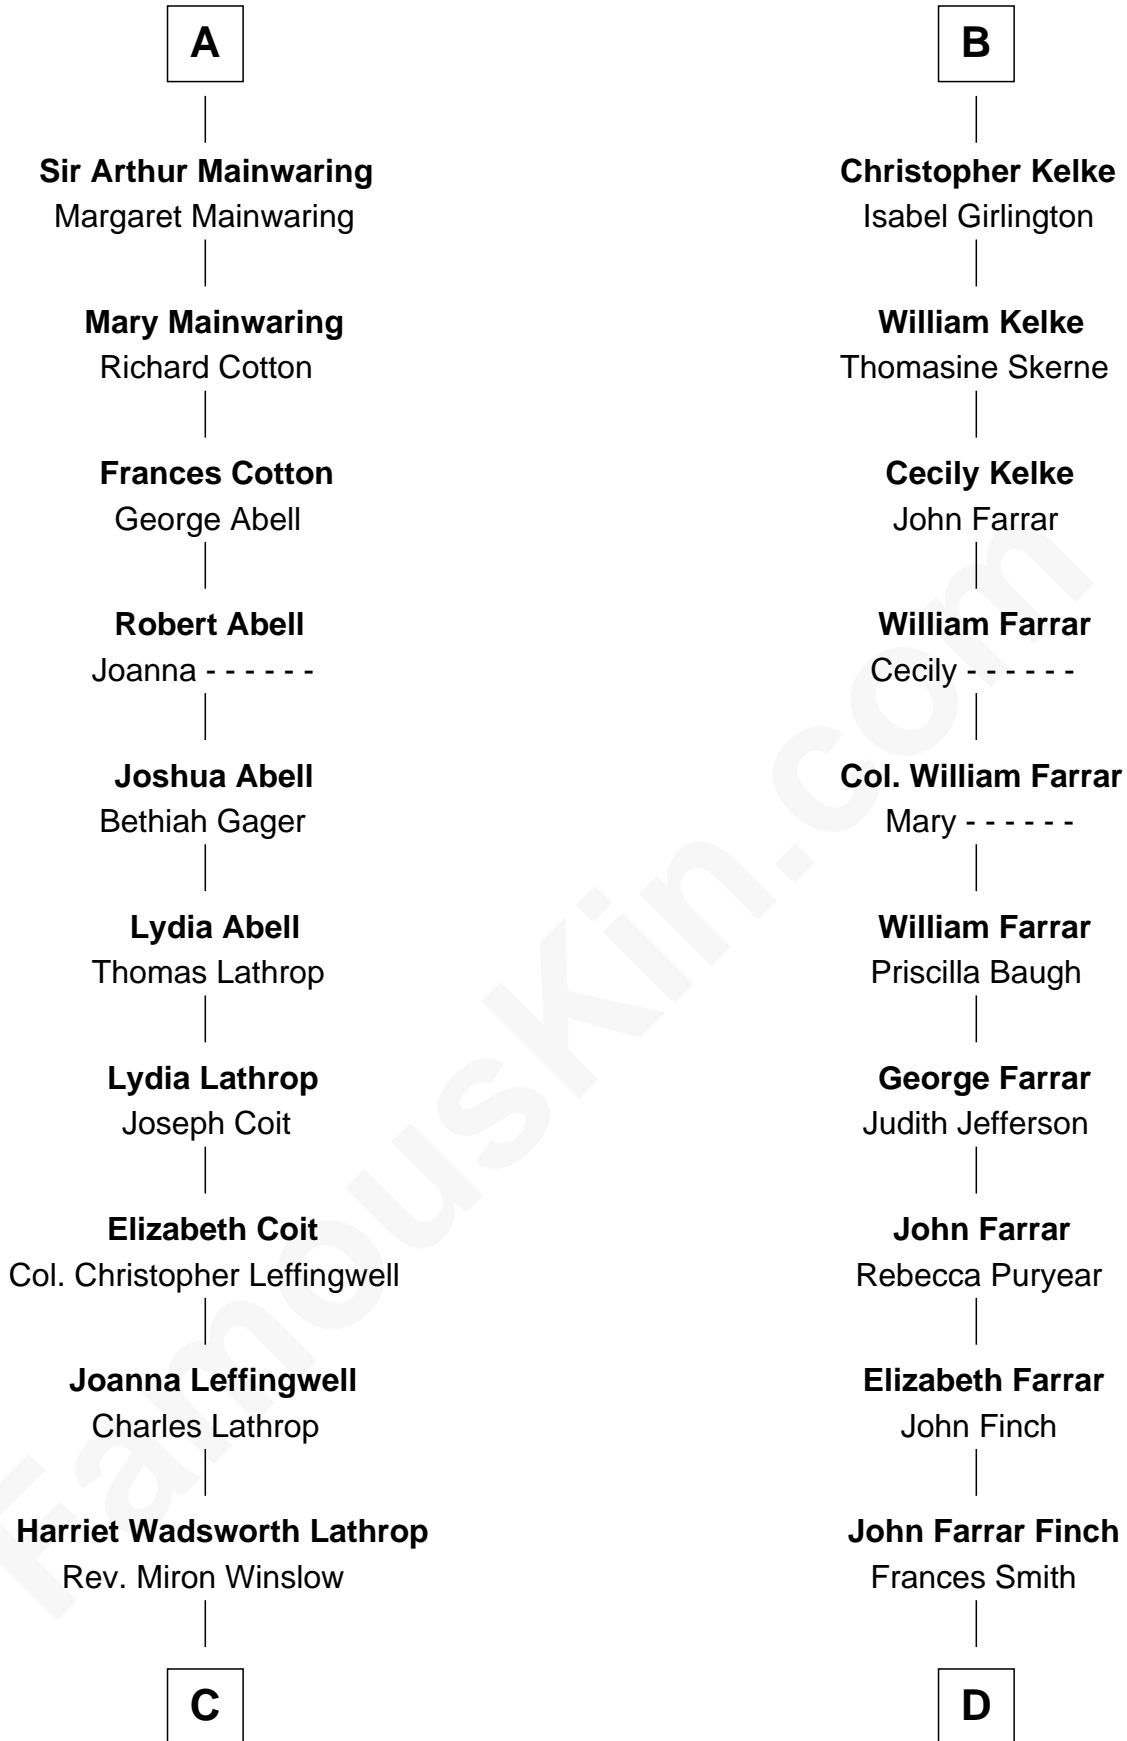 A
Sir Arthur Mainwaring
Margaret Mainwaring
Mary Mainwaring
Richard Cotton
Frances Cotton
George Abell
Robert Abell
Joanna - - - - - -
Joshua Abell
Bethiah Gager
Lydia Abell
Thomas Lathrop
Lydia Lathrop
Joseph Coit
Elizabeth Coit
Col. Christopher Leffingwell
Joanna Leffingwell
Charles Lathrop
Harriet Wadsworth Lathrop
Rev. Miron Winslow
C
B
Christopher Kelke
Isabel Girlington
William Kelke
Thomasine Skerne
Cecily Kelke
John Farrar
William Farrar
Cecily - - - - - -
Col. William Farrar
Mary - - - - - -
William Farrar
Priscilla Baugh
George Farrar
Judith Jefferson
John Farrar
Rebecca Puryear
Elizabeth Farrar
John Finch
John Farrar Finch
Frances Smith
D
FamousKin.com